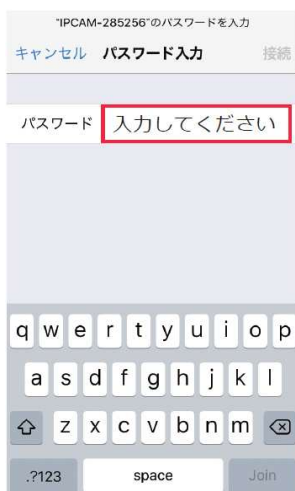 "IPCAM-285256"のパスワードを入力
キャンセル パスワード入力 接続
パスワード 入力してください
q w e r t y u i o p
a s d f g h j k l
z x c v b n m
.?123 space Join